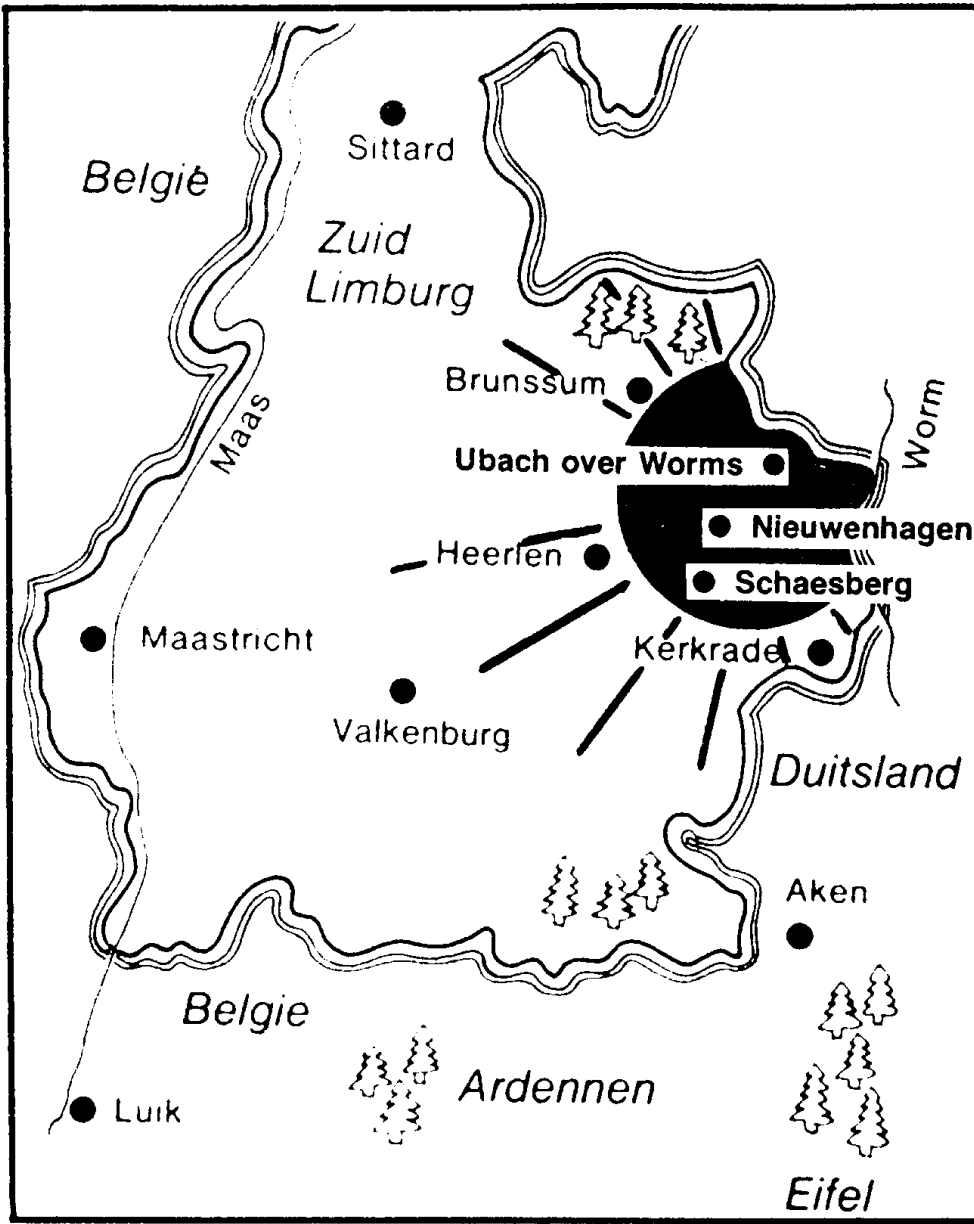 Sittard
België
Zuid
Limburg
Brunssum
Maas
Worm
Ubach over Worms
Nieuwenhagen
Heerlen
Schaesberg
Maastricht
Kerkrade
Valkenburg
Duitsland
Aken
Belgie
Ardennen
Luik
Eifel